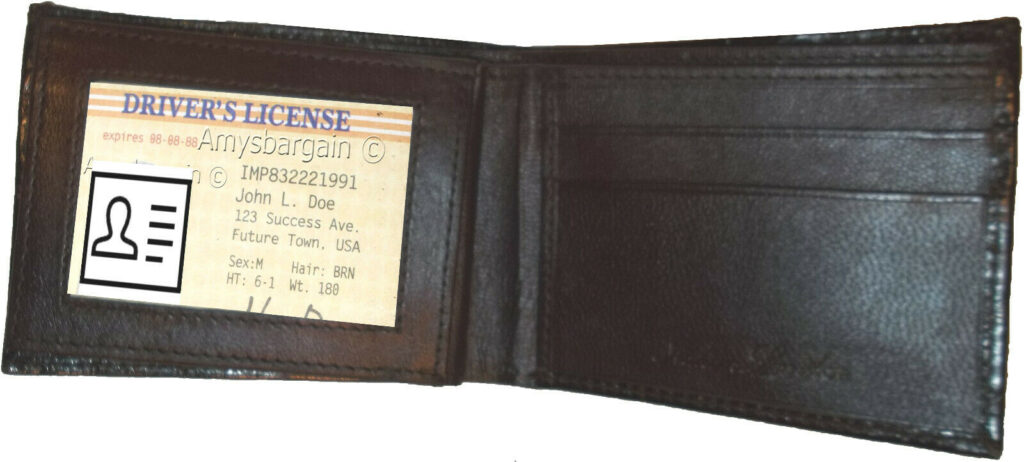 DRIVER'S LICENSE
expires 08-08-88
Amysbargain ©
IMP832221991
John L. Doe
123 Success Ave.
Future Town, USA
Sex:M Hair: BRN
HT: 6-1 Wt. 180